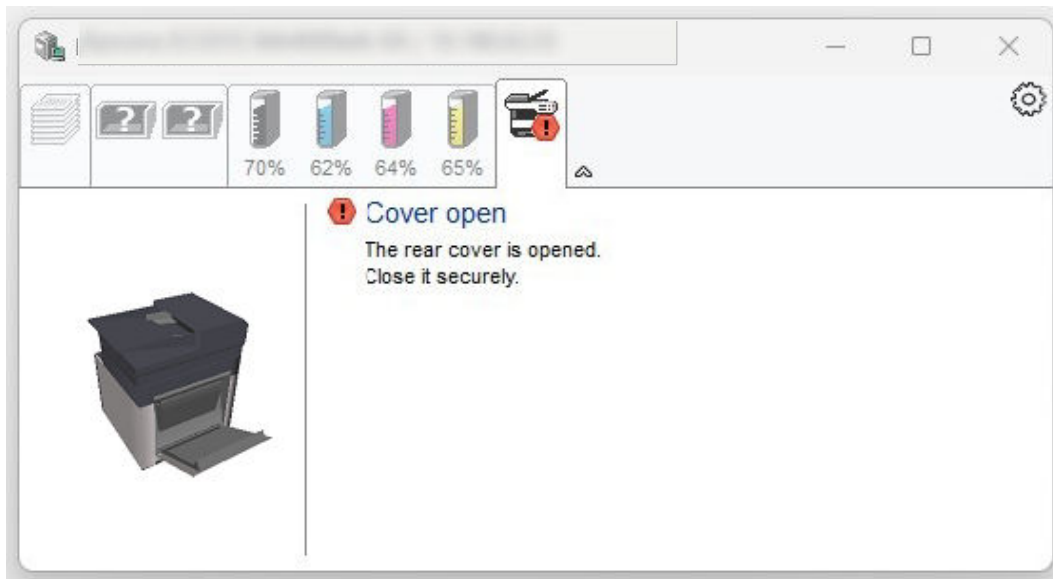 ? ?
70% 62% 64% 65%
Cover open
The rear cover is opened.
Close it securely.